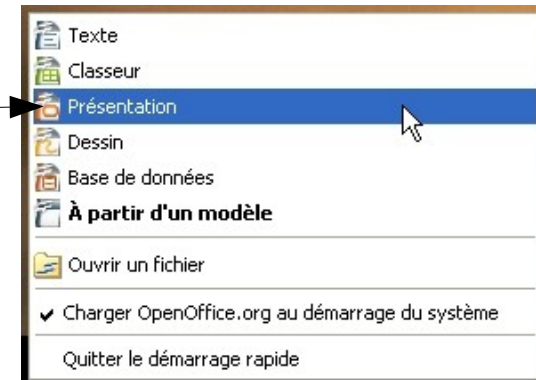 Texte
Classeur
Présentation
Dessin
Base de données
À partir d'un modèle
Ouvrir un fichier
Charger OpenOffice.org au démarrage du système
Quitter le démarrage rapide